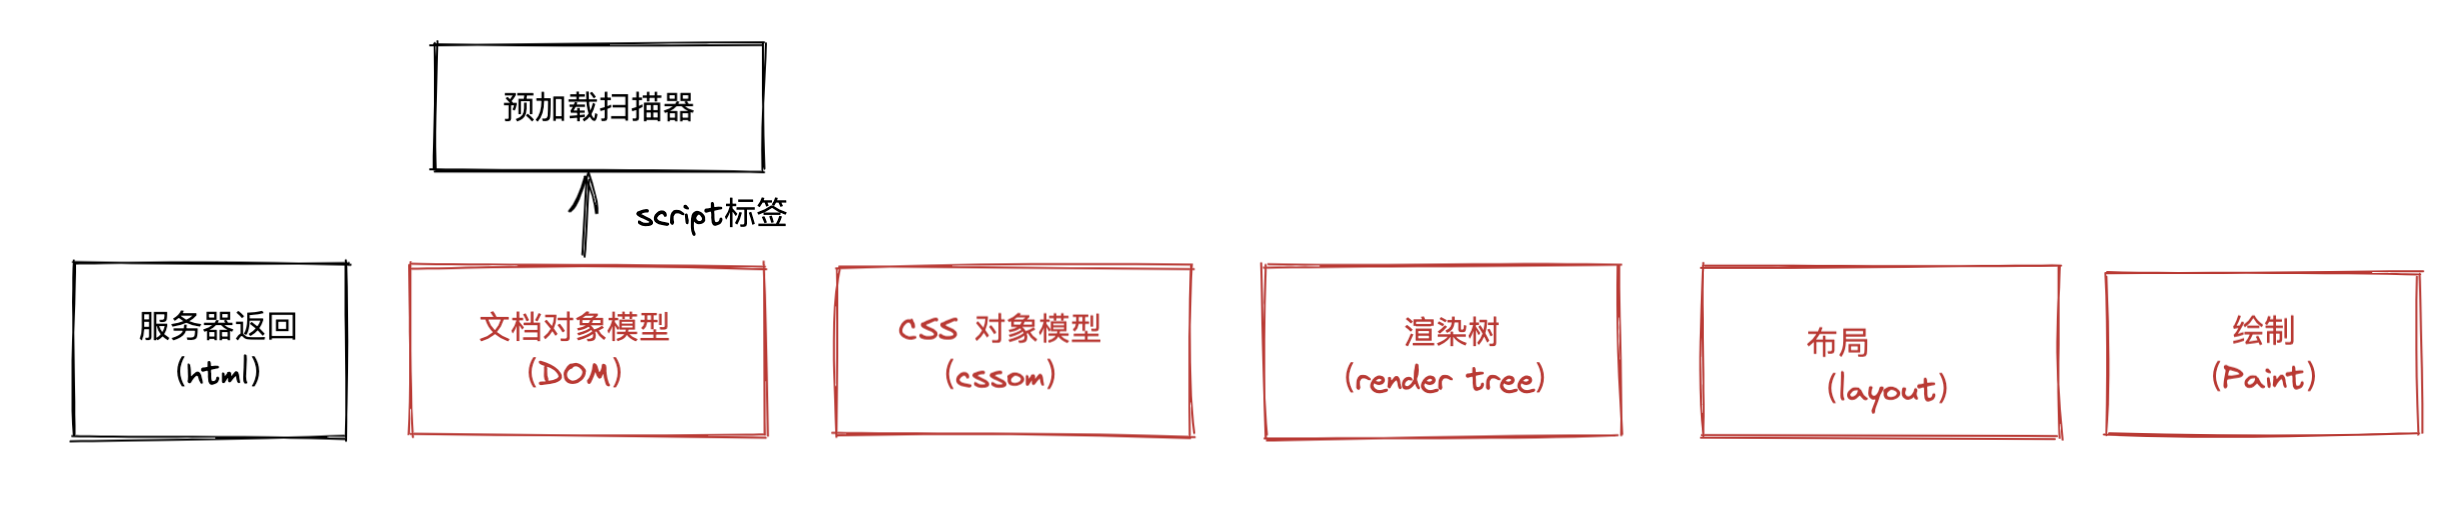 预加载扫描器
script标签
服务器返回
(html)
文档对象模型
(DOM)
CSS 对象模型
(cssom)
渲染树
(render tree)
布局
(layout)
绘制
(Paint)